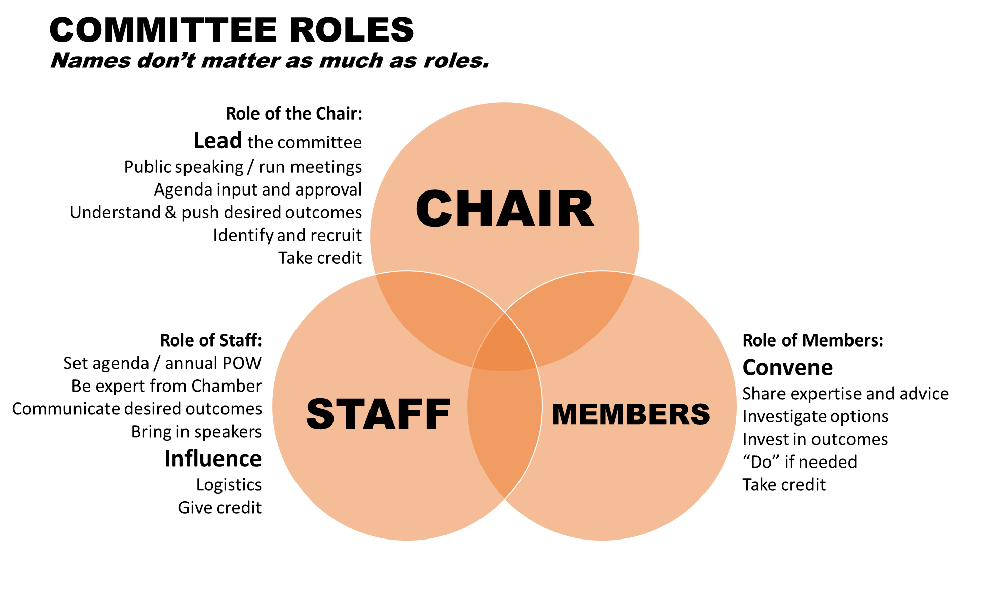 COMMITTEE ROLES
Names don’t matter as much as roles.
Role of the Chair:
Lead the committee
Public speaking / run meetings
Agenda input and approval
Understand & push desired outcomes
Identify and recruit
Take credit
CHAIR
Role of Staff:
Set agenda / annual POW
Be expert from Chamber
Communicate desired outcomes
Bring in speakers
Influence
Logistics
Give credit
STAFF
MEMBERS
Role of Members:
Convene
Share expertise and advice
Investigate options
Invest in outcomes
“Do” if needed
Take credit